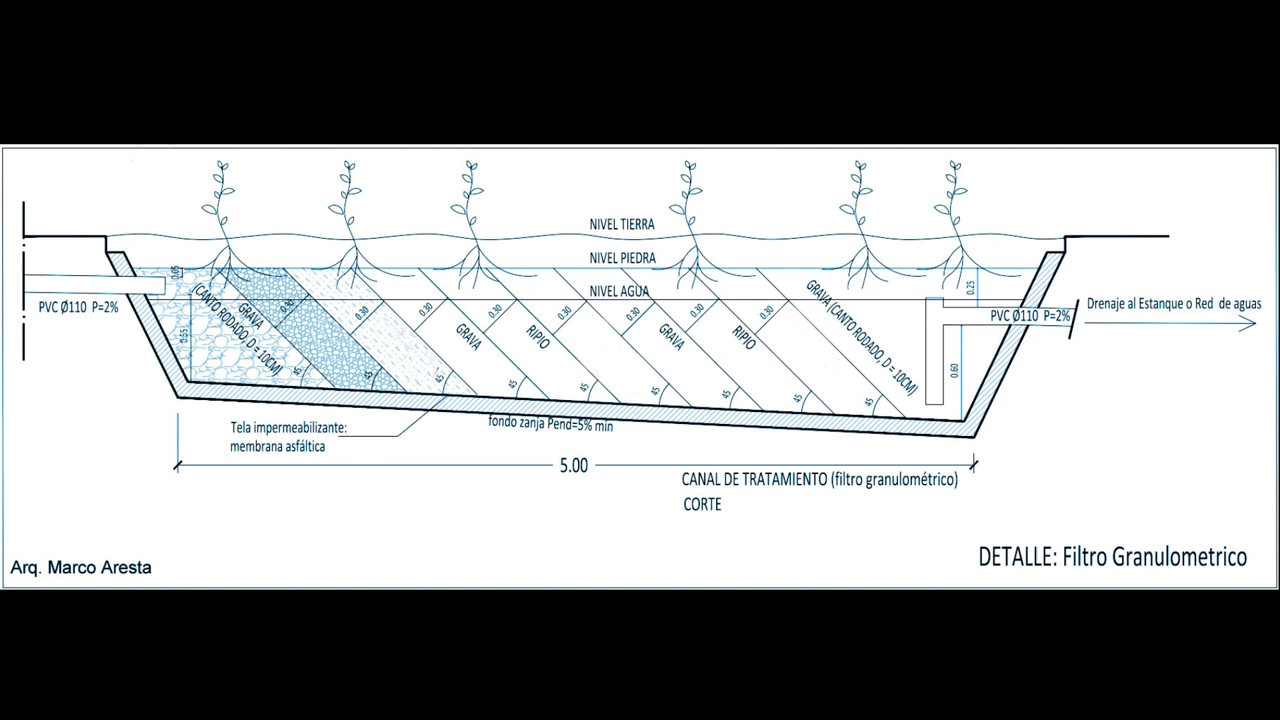 NIVEL TIERRA
NIVEL PIEDRA
NIVEL AGUA
0.05
0.25
PVC Ø110 P=2%
PVC Ø110 P=2%
Drenaje al Estanque o Red de aguas
GRAVA
(CANTO RODADO, D = 10CM)
GRAVA
RIPIO
GRAVA
RIPIO
GRAVA (CANTO RODADO, D = 10CM)
0.30
0.30
0.30
0.30
0.30
0.30
0.30
0.60
45
45
45
45
45
45
45
45
45
Tela impermeabilizante:
membrana asfáltica
fondo zanja Pend=5% min
5.00
CANAL DE TRATAMIENTO (filtro granulométrico)
CORTE
DETALLE: Filtro Granulometrico
Arq. Marco Aresta